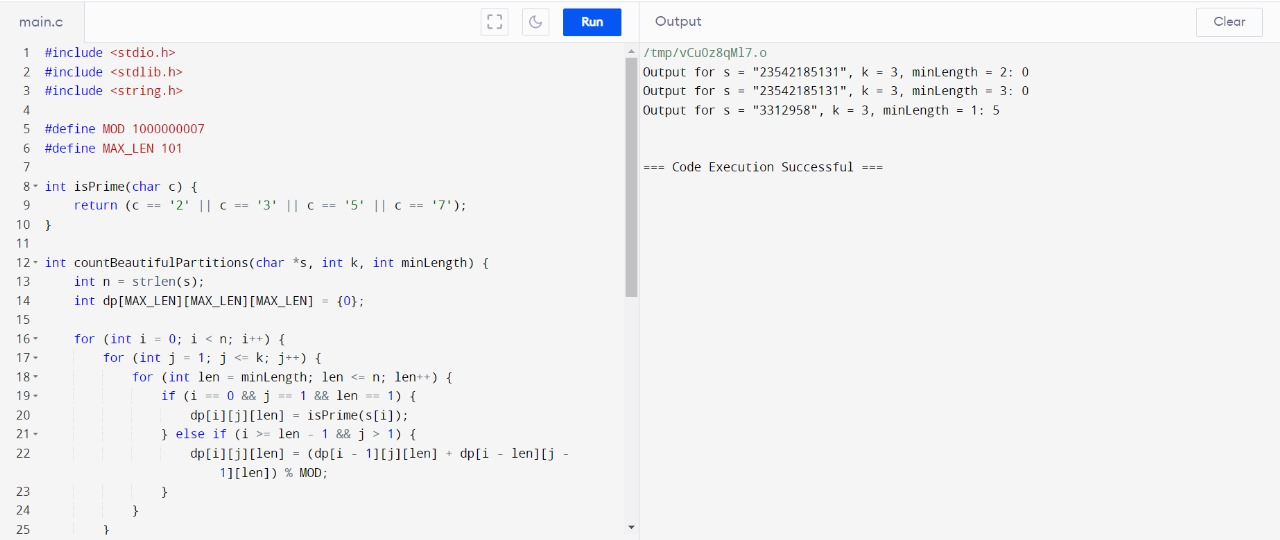 main.c
Run
Output
Clear
1 #include <stdio.h>
2 #include <stdlib.h>
3 #include <string.h>
4
5 #define MOD 1000000007
6 #define MAX_LEN 101
7
8 int isPrime(char c) {
9     return (c == '2' || c == '3' || c == '5' || c == '7');
10 }
11
12 int countBeautifulPartitions(char *s, int k, int minLength) {
13     int n = strlen(s);
14     int dp[MAX_LEN][MAX_LEN][MAX_LEN] = {0};
15
16     for (int i = 0; i < n; i++) {
17         for (int j = 1; j <= k; j++) {
18             for (int len = minLength; len <= n; len++) {
19                 if (i == 0 && j == 1 && len == 1) {
20                     dp[i][j][len] = isPrime(s[i]);
21                 } else if (i >= len - 1 && j > 1) {
22                     dp[i][j][len] = (dp[i - 1][j][len] + dp[i - len][j -
                        1][len]) % MOD;
23                 }
24             }
25         }
/tmp/vCu0z8qMl7.o
Output for s = "23542185131", k = 3, minLength = 2: 0
Output for s = "23542185131", k = 3, minLength = 3: 0
Output for s = "3312958", k = 3, minLength = 1: 5
=== Code Execution Successful ===